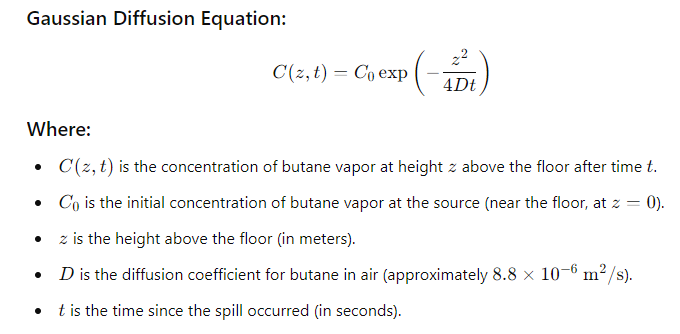 Gaussian Diffusion Equation:
C(z, t) = C₀ exp(−z²/4Dt)
Where:
• C(z, t) is the concentration of butane vapor at height z above the floor after time t.
• C₀ is the initial concentration of butane vapor at the source (near the floor, at z = 0).
• z is the height above the floor (in meters).
• D is the diffusion coefficient for butane in air (approximately 8.8 × 10⁻⁶ m²/s).
• t is the time since the spill occurred (in seconds).